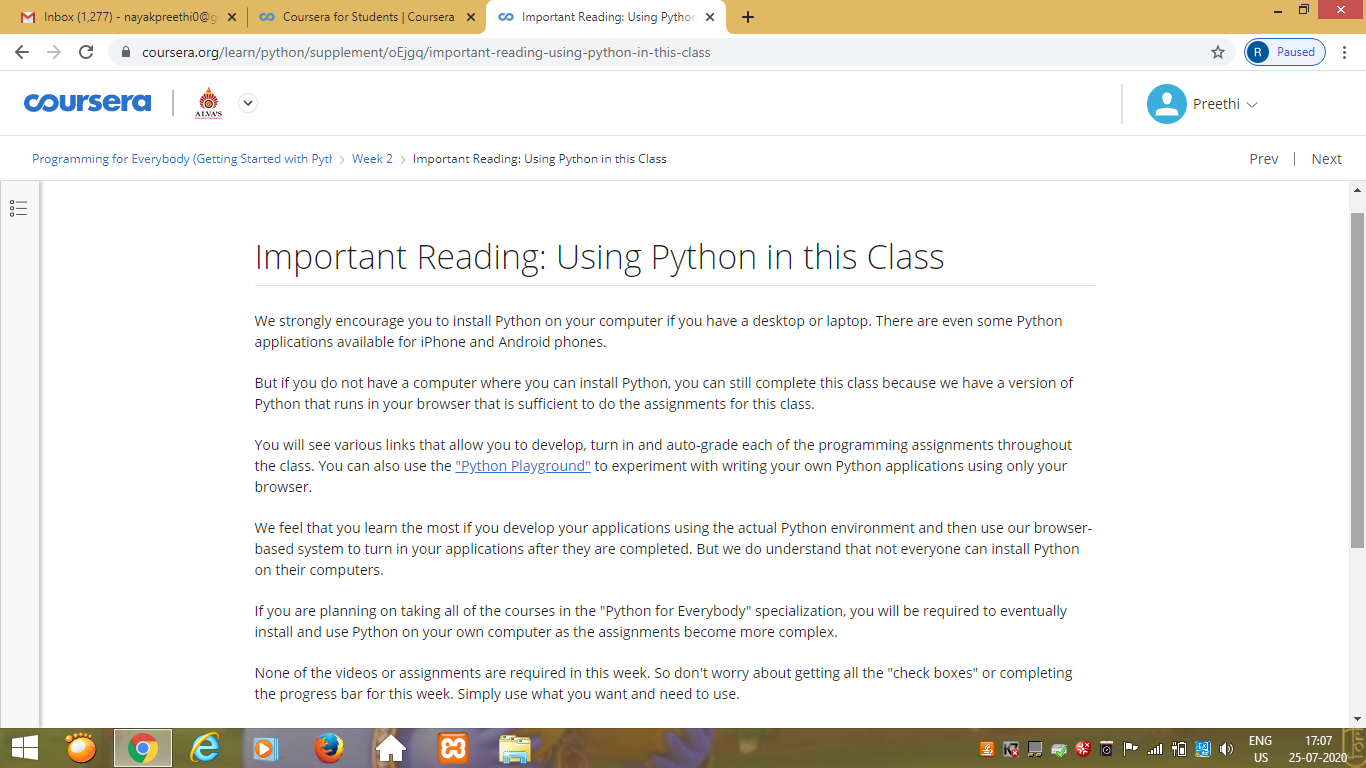 Inbox (1,277) - nayakpreethi0@g
Coursera for Students | Coursera
Important Reading: Using Python
coursera.org/learn/python/supplement/oEjgq/important-reading-using-python-in-this-class
R Paused
coursera
ALVA'S
Preethi
Programming for Everybody (Getting Started with Pyth
Week 2
Important Reading: Using Python in this Class
Prev | Next
Important Reading: Using Python in this Class
We strongly encourage you to install Python on your computer if you have a desktop or laptop. There are even some Python
applications available for iPhone and Android phones.
But if you do not have a computer where you can install Python, you can still complete this class because we have a version of
Python that runs in your browser that is sufficient to do the assignments for this class.
You will see various links that allow you to develop, turn in and auto-grade each of the programming assignments throughout
the class. You can also use the "Python Playground" to experiment with writing your own Python applications using only your
browser.
We feel that you learn the most if you develop your applications using the actual Python environment and then use our browser-
based system to turn in your applications after they are completed. But we do understand that not everyone can install Python
on their computers.
If you are planning on taking all of the courses in the "Python for Everybody" specialization, you will be required to eventually
install and use Python on your own computer as the assignments become more complex.
None of the videos or assignments are required in this week. So don't worry about getting all the "check boxes" or completing
the progress bar for this week. Simply use what you want and need to use.
ENG
US
17:07
25-07-2020